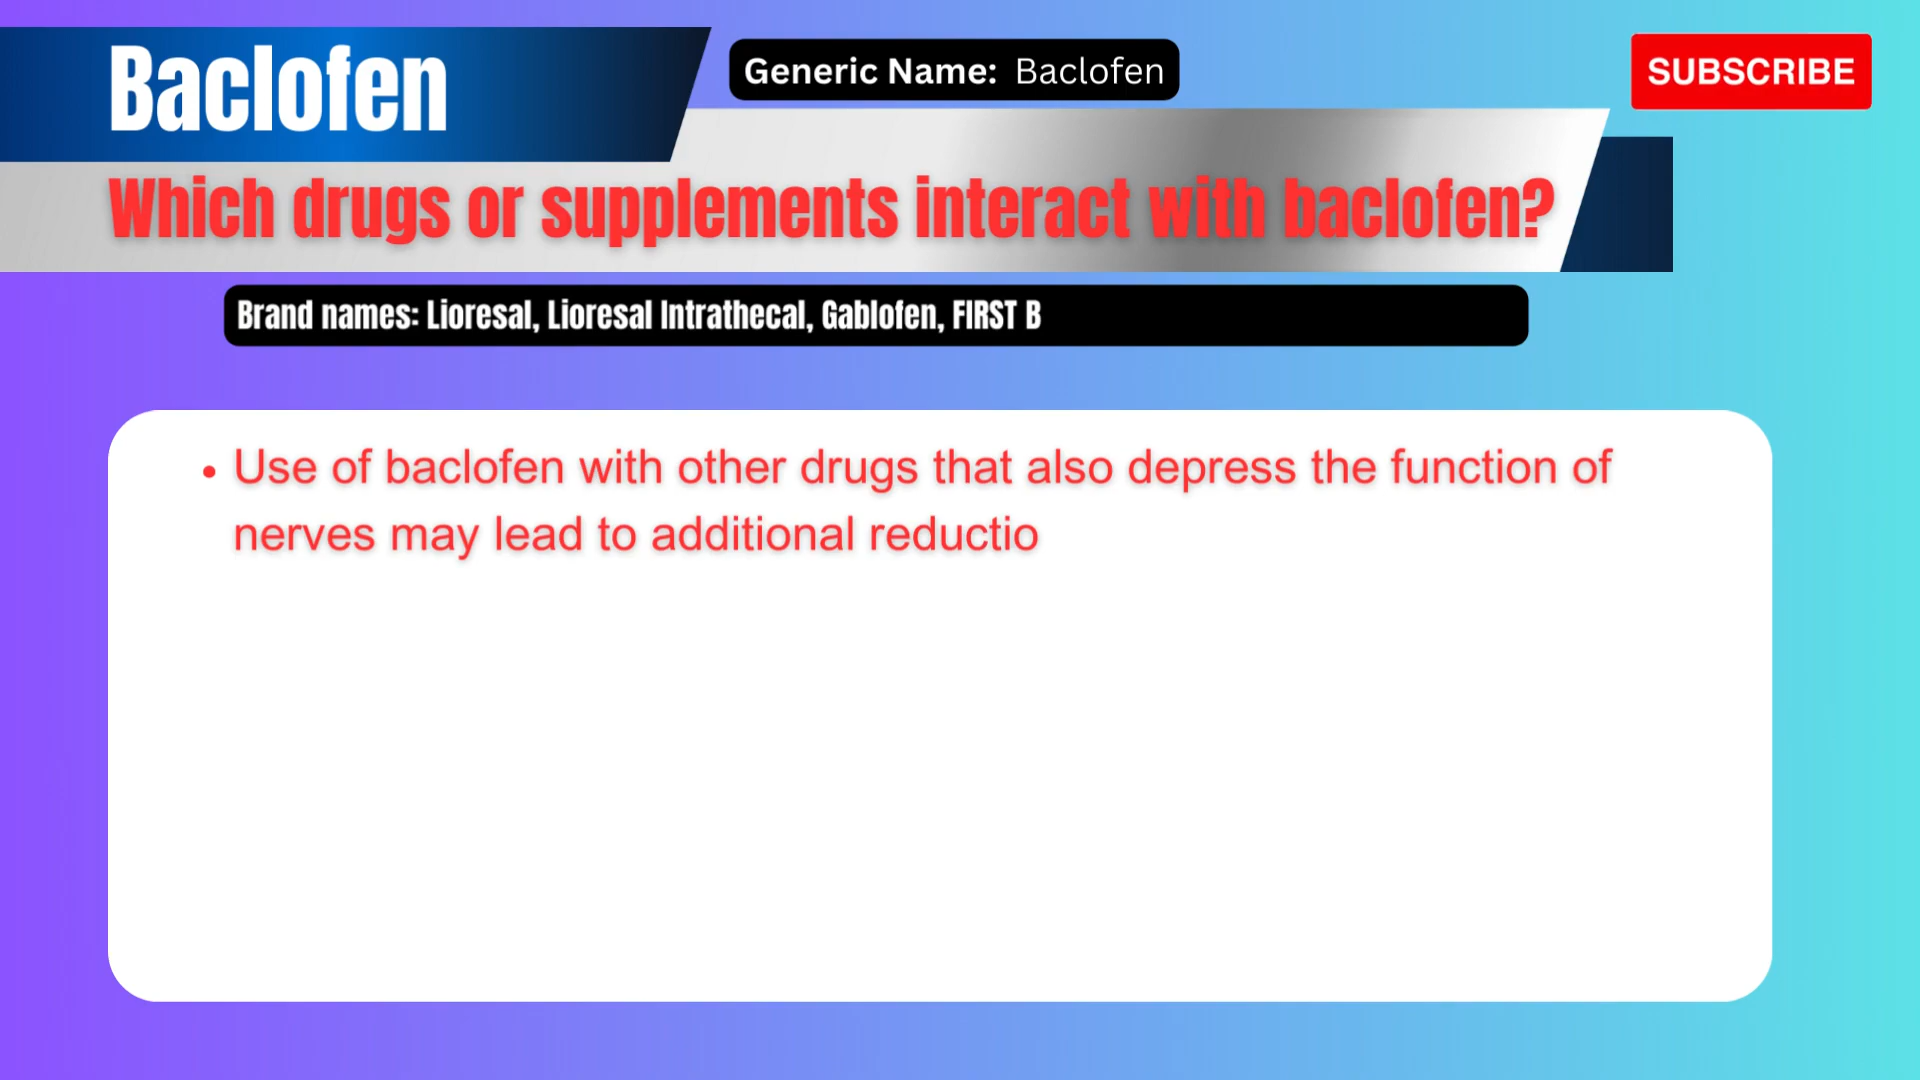 Baclofen
Generic Name: Baclofen
SUBSCRIBE
Which drugs or supplements interact with baclofen?
Brand names: Lioresal, Lioresal Intrathecal, Gablofen, FIRST B
• Use of baclofen with other drugs that also depress the function of
nerves may lead to additional reductio